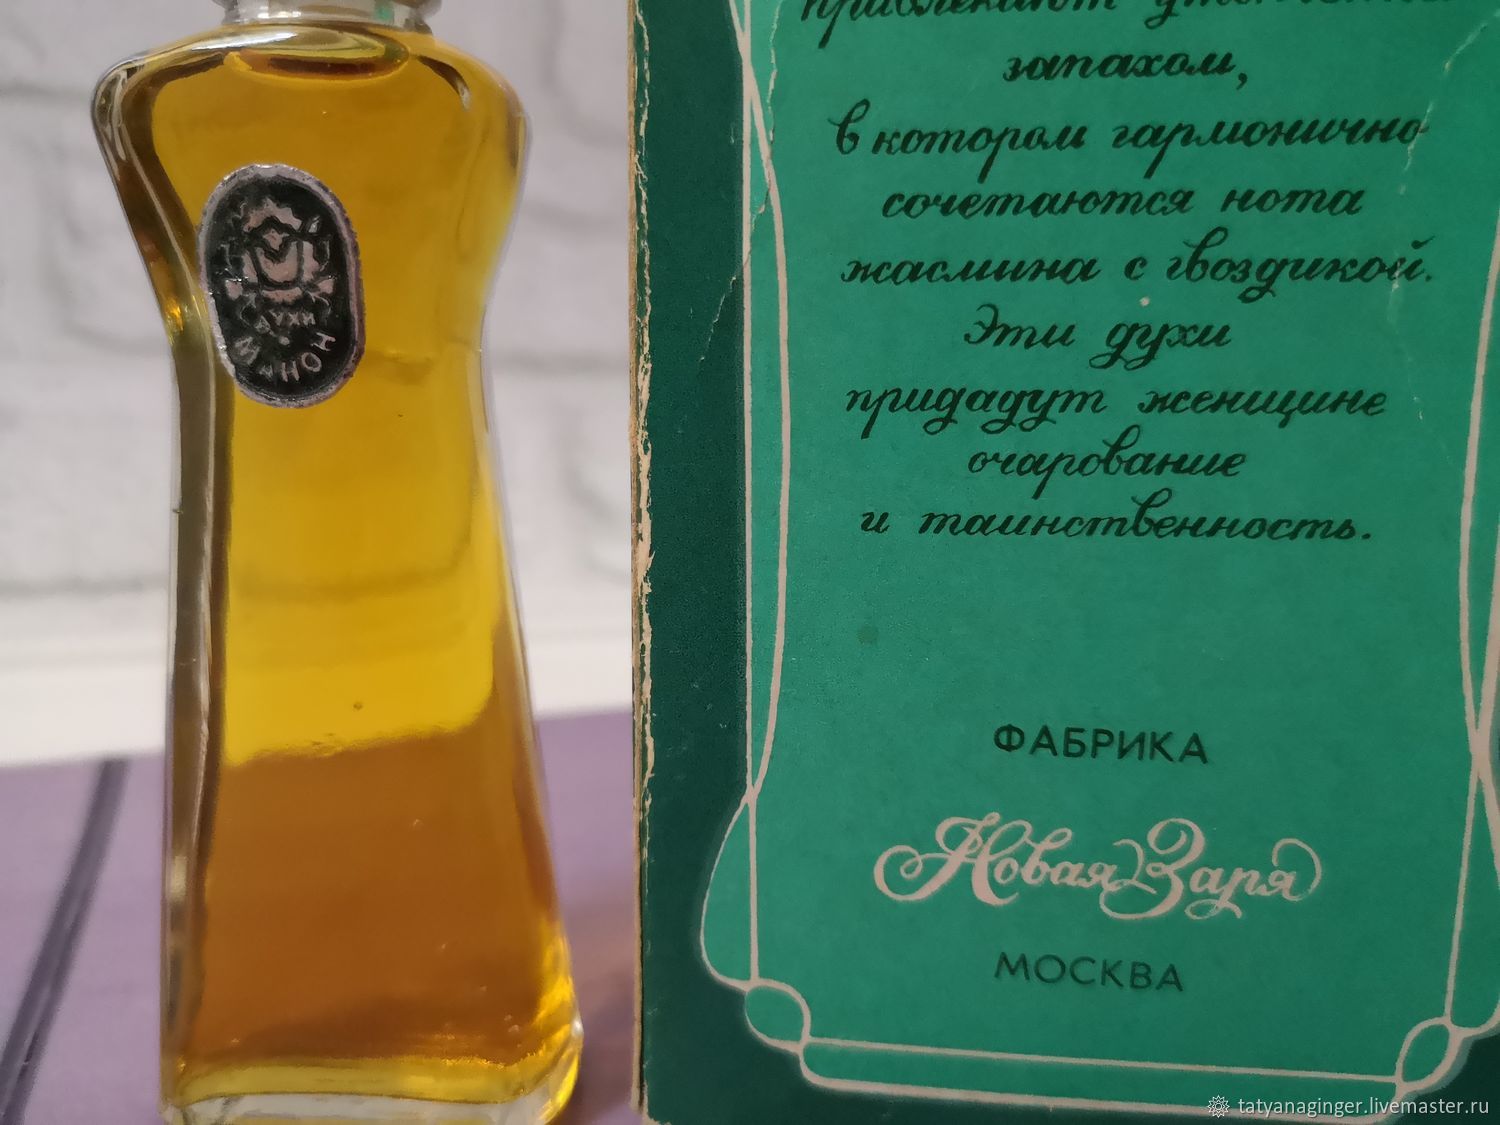 духи
Манон
запахом,
в котором гармонично
сочетаются нота
жасмина с гвоздикой.
Эти духи
придадут женщине
очарование
и таинственность.
ФАБРИКА
Новая Заря
МОСКВА
tatyanaginger.livemaster.ru